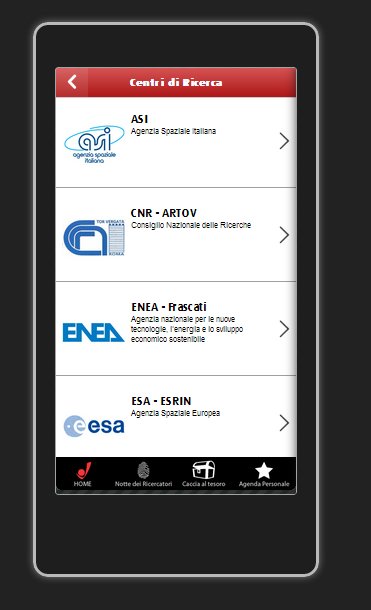 Centri di Ricerca
ASI
Agenzia Spaziale Italiana
asi
agenzia spaziale
italiana
CNR - ARTOV
Consiglio Nazionale delle Ricerche
TOR VERGATA
ROMA
ENEA - Frascati
Agenzia nazionale per le nuove
tecnologie, l'energia e lo sviluppo
economico sostenibile
ENEA
ESA - ESRIN
Agenzia Spaziale Europea
esa
HOME
Notte dei Ricercatori
Caccia al tesoro
Agenda Personale